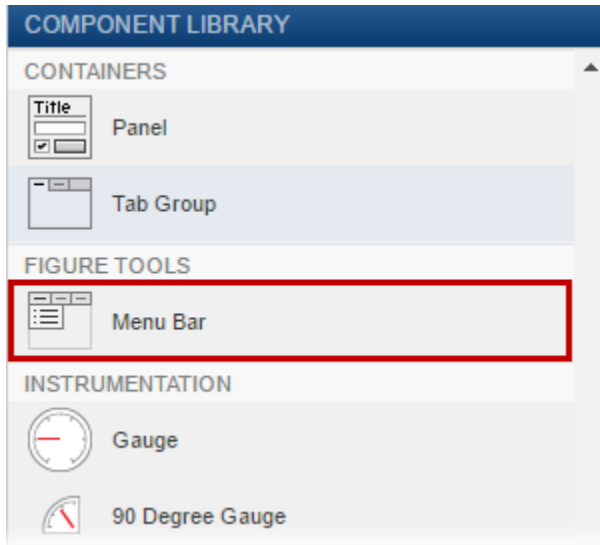 COMPONENT LIBRARY
CONTAINERS
Title
Panel
Tab Group
FIGURE TOOLS
Menu Bar
INSTRUMENTATION
Gauge
90 Degree Gauge